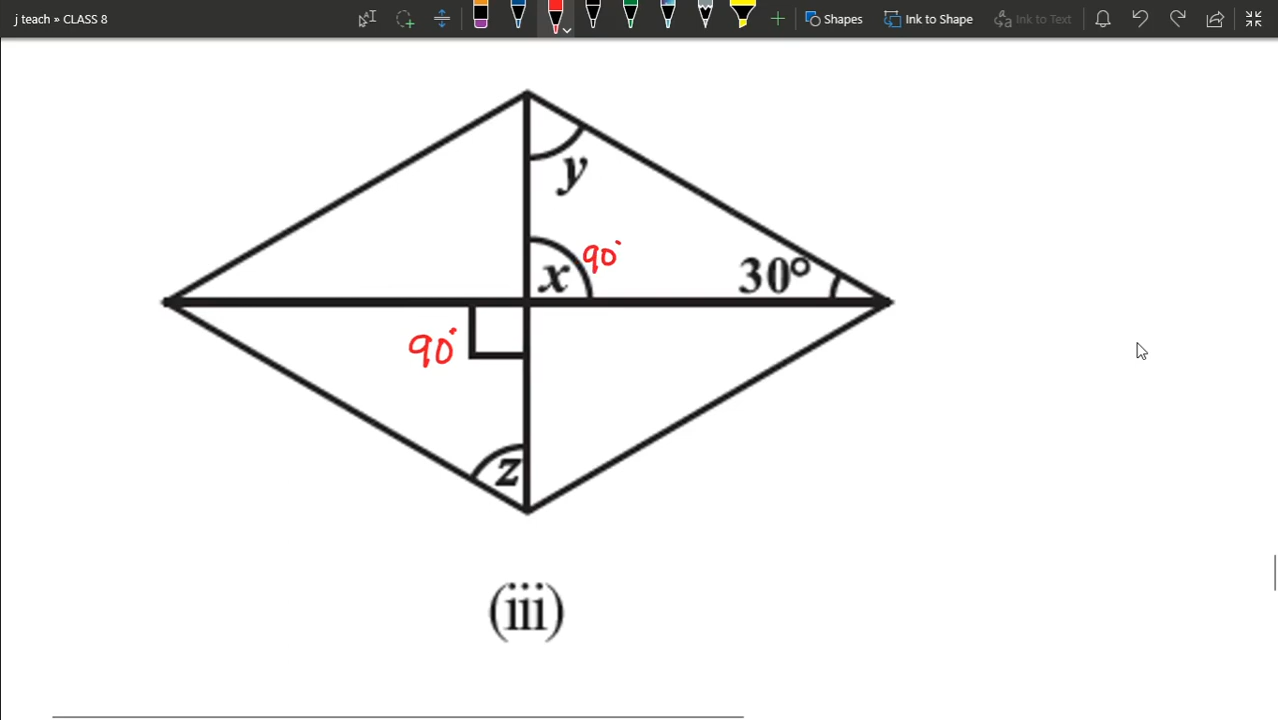 j teach » CLASS 8
Shapes
Ink to Shape
Ink to Text
y
x
90°
30°
90°
z
(iii)